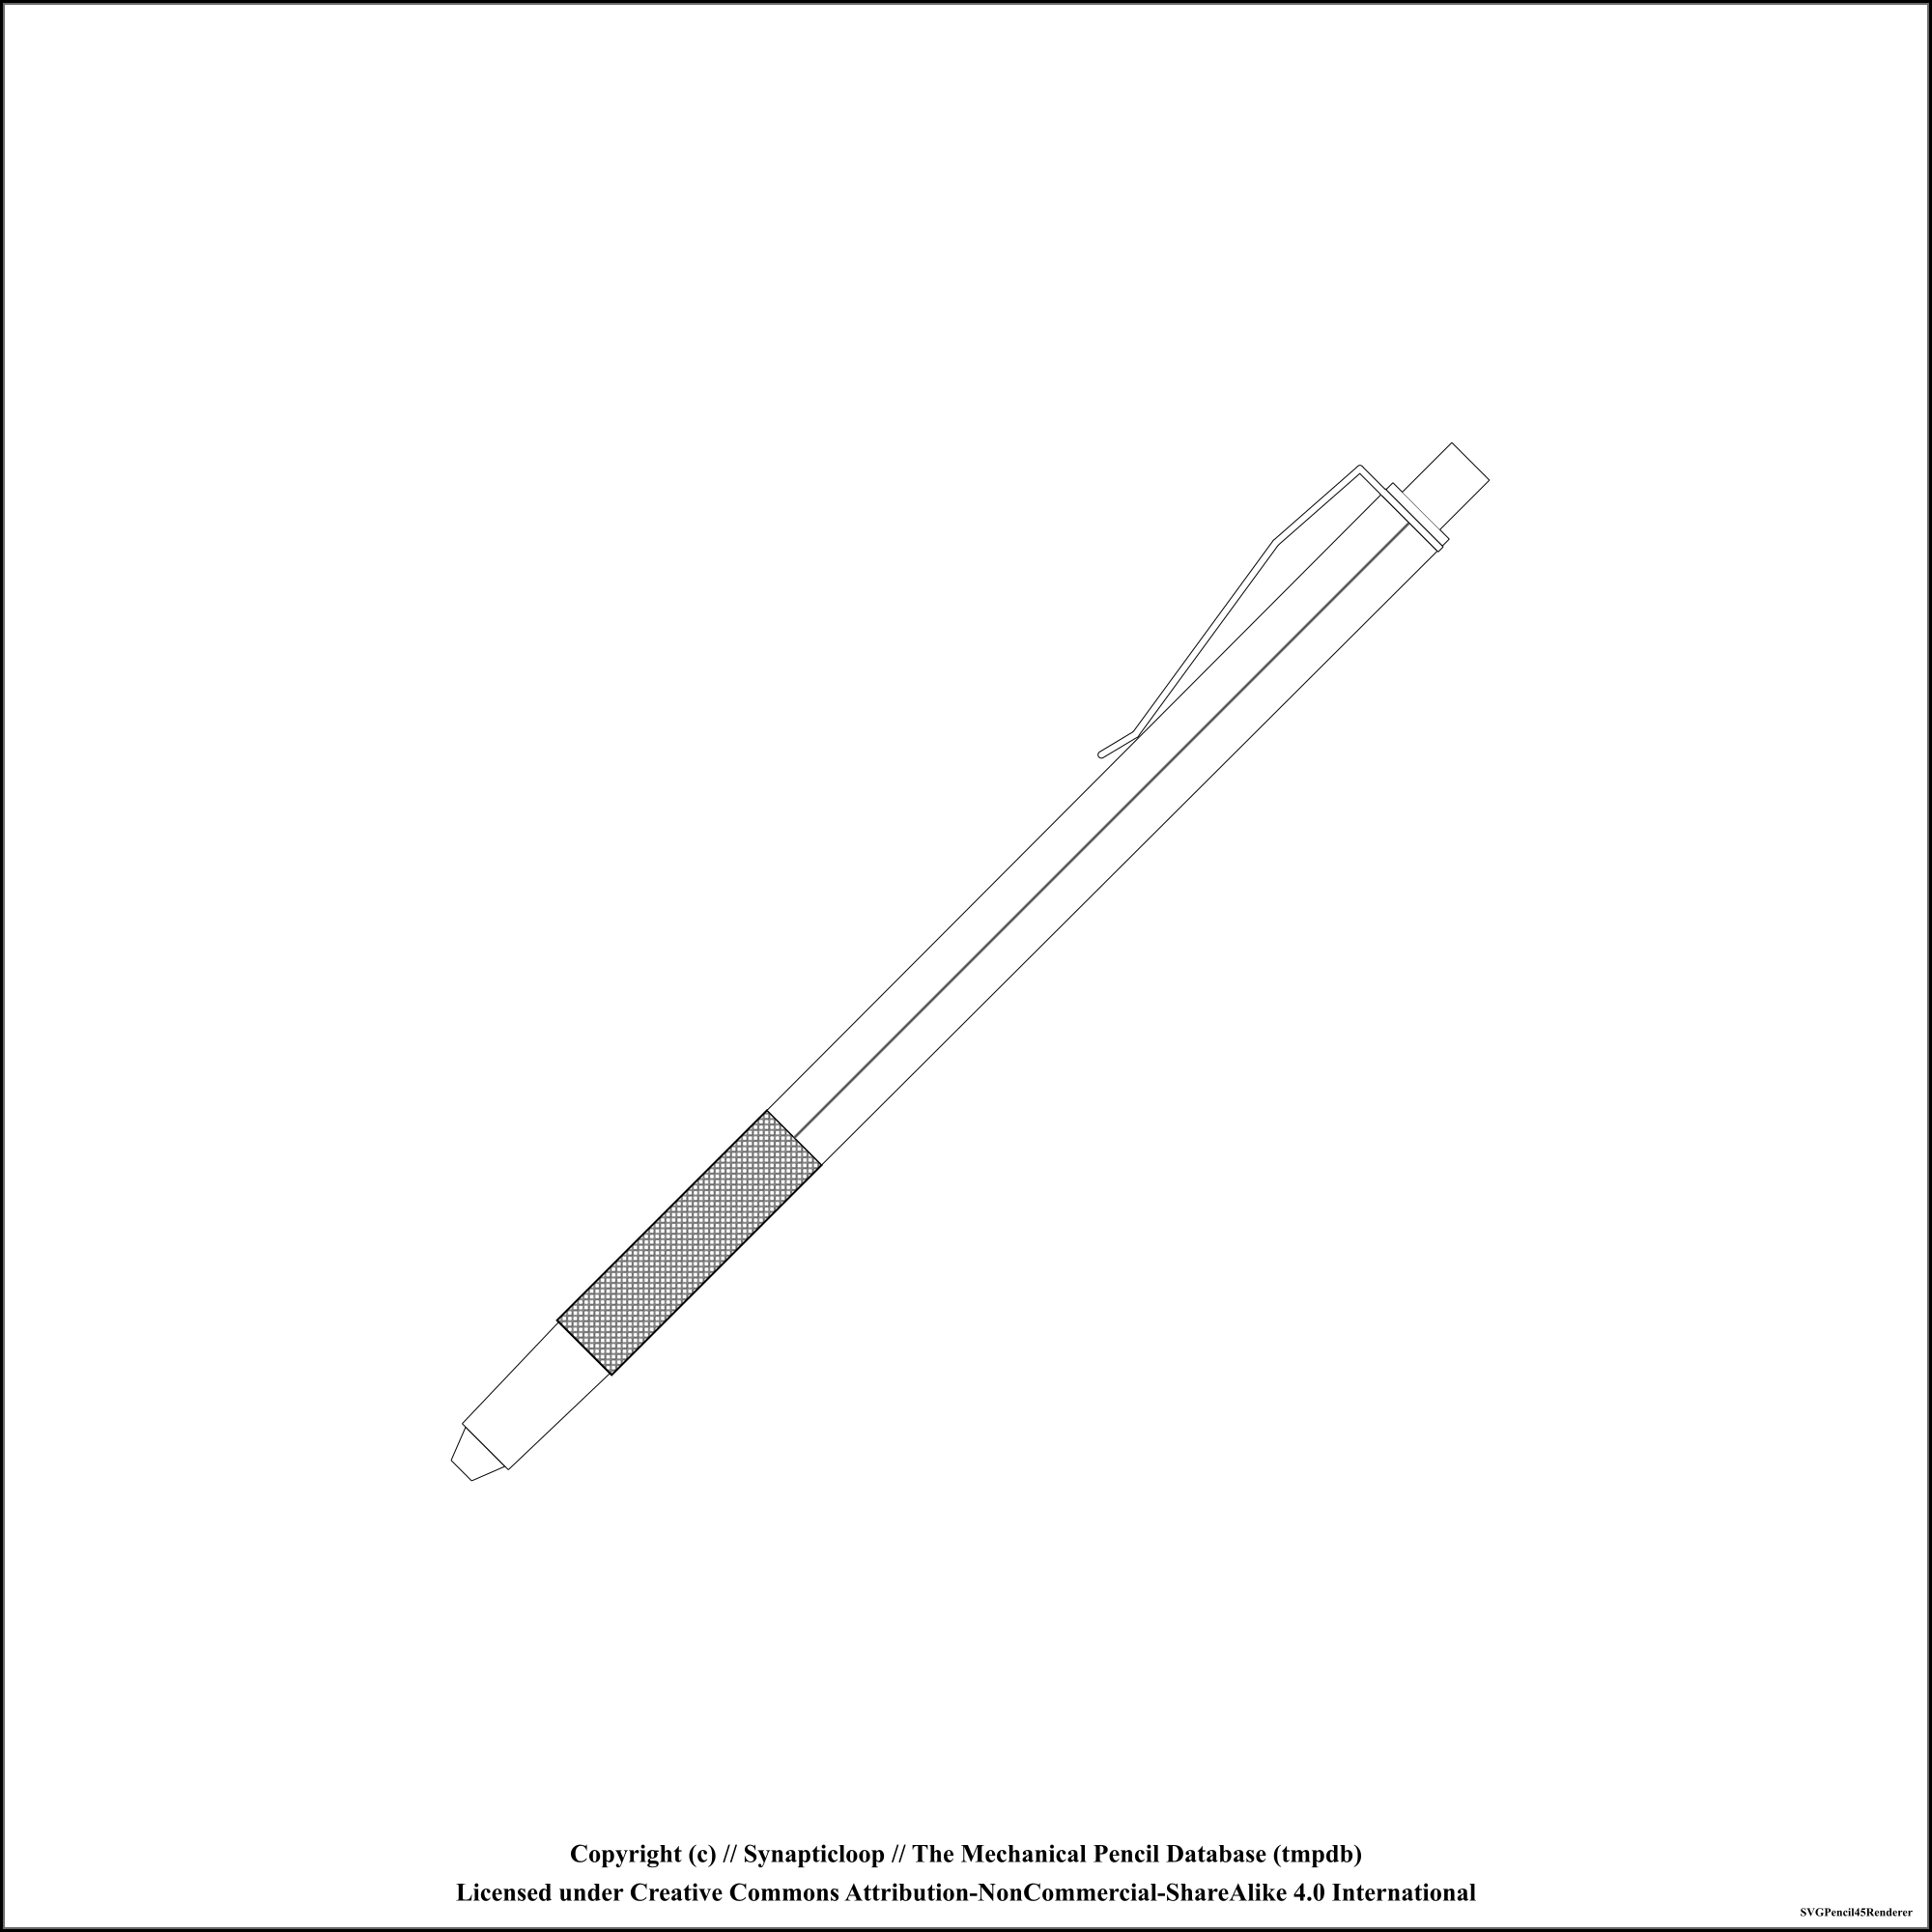 Copyright (c) // Synapticloop // The Mechanical Pencil Database (tmpdb)
Licensed under Creative Commons Attribution-NonCommercial-ShareAlike 4.0 International
SVGPencil45Renderer